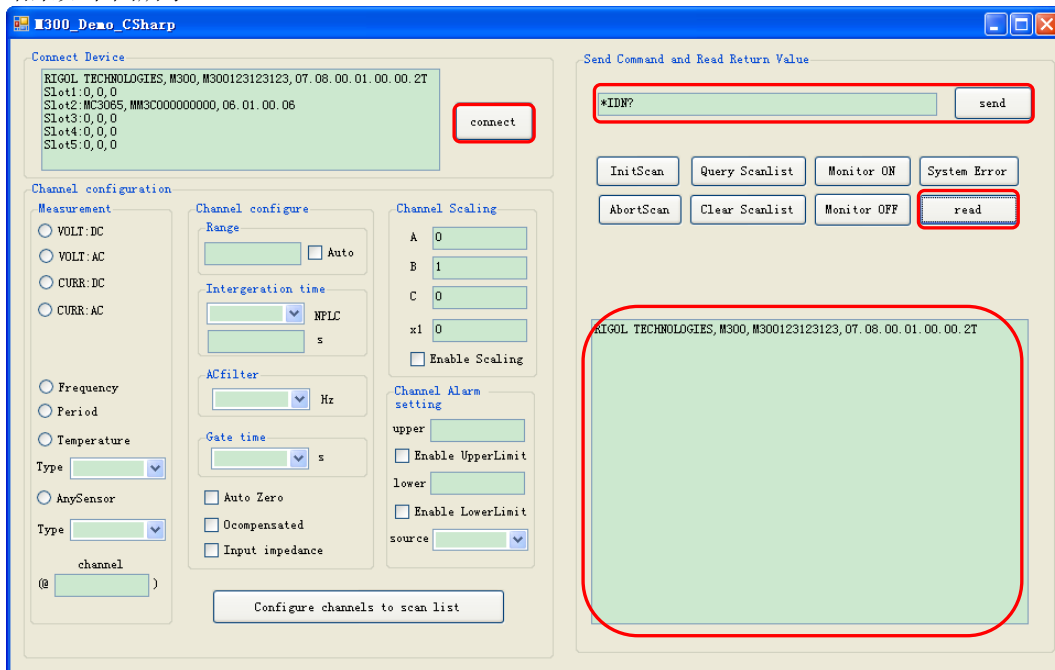 M300_Demo_CSharp
Connect Device
RIGOL TECHNOLOGIES,M300,M300123123123,07.08.00.01.00.00.2T
Slot1:0,0,0
Slot2:MC3065,MM3C000000000,06.01.00.06
Slot3:0,0,0
Slot4:0,0,0
Slot5:0,0,0
connect
Channel configuration
Measurement
VOLT:DC
VOLT:AC
CURR:DC
CURR:AC
Frequency
Period
Temperature
Type
AnySensor
Type
channel
(@ )
Channel configure
Range
Auto
Intergeration time
NPLC
s
ACfilter
Hz
Gate time
s
Auto Zero
Ocompensated
Input impedance
Channel Scaling
A 0
B 1
C 0
x1 0
Enable Scaling
Channel Alarm
setting
upper
Enable UpperLimit
lower
Enable LowerLimit
source
Configure channels to scan list
Send Command and Read Return Value
*IDN?
send
InitScan Query Scanlist Monitor ON System Error
AbortScan Clear Scanlist Monitor OFF read
RIGOL TECHNOLOGIES,M300,M300123123123,07.08.00.01.00.00.2T